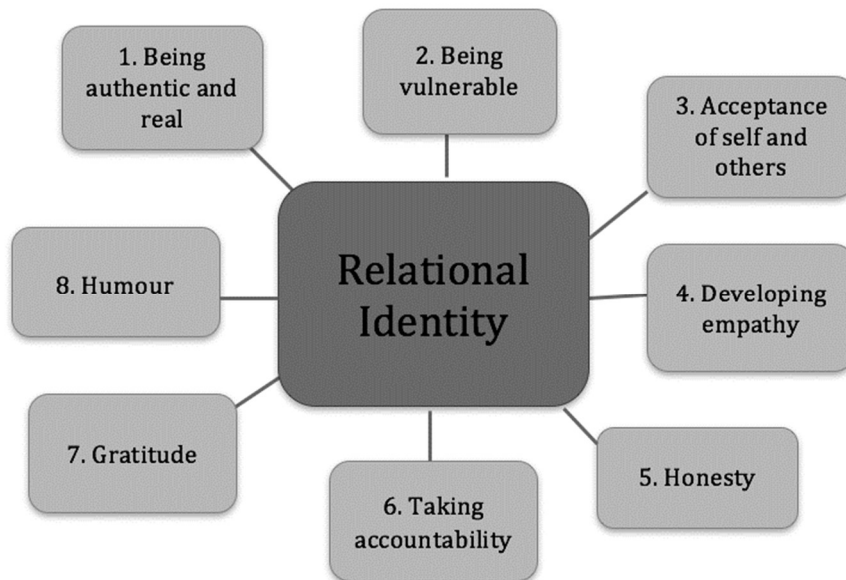 1. Being
authentic and
real
2. Being
vulnerable
3. Acceptance
of self and
others
Relational
Identity
8. Humour
4. Developing
empathy
7. Gratitude
6. Taking
accountability
5. Honesty